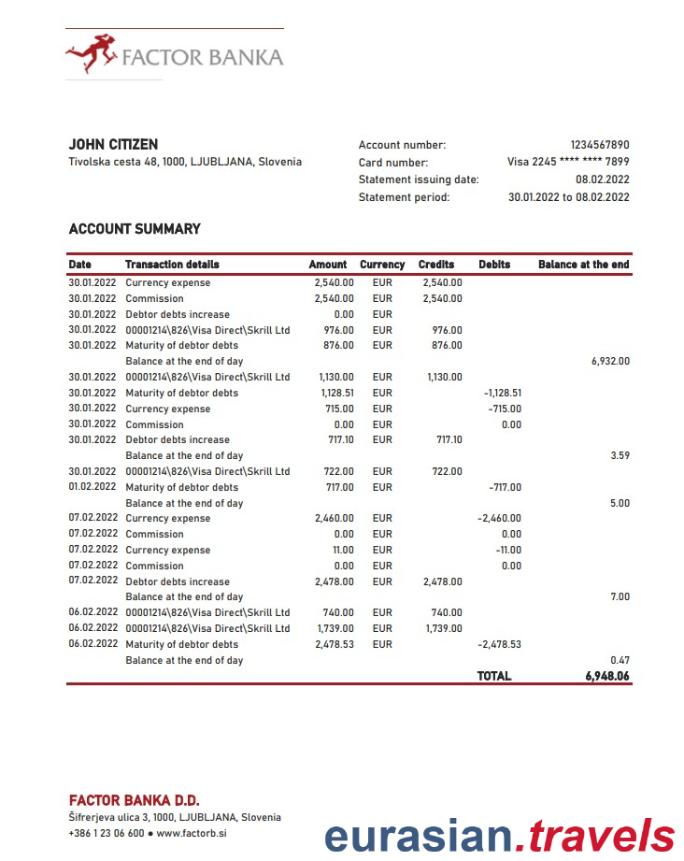 FACTOR BANKA
JOHN CITIZEN
Tivolska cesta 48, 1000, LJUBLJANA, Slovenia
Account number: 1234567890
Card number: Visa 2245 **** **** 7899
Statement issuing date: 08.02.2022
Statement period: 30.01.2022 to 08.02.2022
ACCOUNT SUMMARY
Date Transaction details Amount Currency Credits Debits Balance at the end
30.01.2022 Currency expense 2,540.00 EUR 2,540.00
30.01.2022 Commission 2,540.00 EUR 2,540.00
30.01.2022 Debtor debts increase 0.00 EUR
30.01.2022 00001214\826\Visa Direct\Skrill Ltd 976.00 EUR 976.00
30.01.2022 Maturity of debtor debts 876.00 EUR 876.00
Balance at the end of day 6,932.00
30.01.2022 00001214\826\Visa Direct\Skrill Ltd 1,130.00 EUR 1,130.00
30.01.2022 Maturity of debtor debts 1,128.51 EUR -1,128.51
30.01.2022 Currency expense 715.00 EUR -715.00
30.01.2022 Commission 0.00 EUR 0.00
30.01.2022 Debtor debts increase 717.10 EUR 717.10
Balance at the end of day 3.59
30.01.2022 00001214\826\Visa Direct\Skrill Ltd 722.00 EUR 722.00
01.02.2022 Maturity of debtor debts 717.00 EUR -717.00
Balance at the end of day 5.00
07.02.2022 Currency expense 2,460.00 EUR -2,460.00
07.02.2022 Commission 0.00 EUR 0.00
07.02.2022 Currency expense 11.00 EUR -11.00
07.02.2022 Commission 0.00 EUR 0.00
07.02.2022 Debtor debts increase 2,478.00 EUR 2,478.00
Balance at the end of day 7.00
06.02.2022 00001214\826\Visa Direct\Skrill Ltd 740.00 EUR 740.00
06.02.2022 00001214\826\Visa Direct\Skrill Ltd 1,739.00 EUR 1,739.00
06.02.2022 Maturity of debtor debts 2,478.53 EUR -2,478.53
Balance at the end of day 0.47
TOTAL 6,948.06
FACTOR BANKA D.D.
Šifrerjeva ulica 3, 1000, LJUBLJANA, Slovenia
+386 1 23 06 600 ● www.factorb.si
eurasian.travels